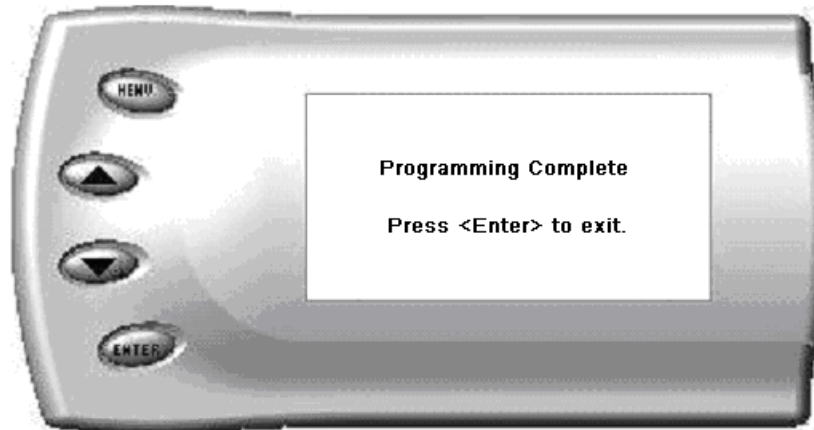 MENU
Programming Complete
Press <Enter> to exit.
ENTER